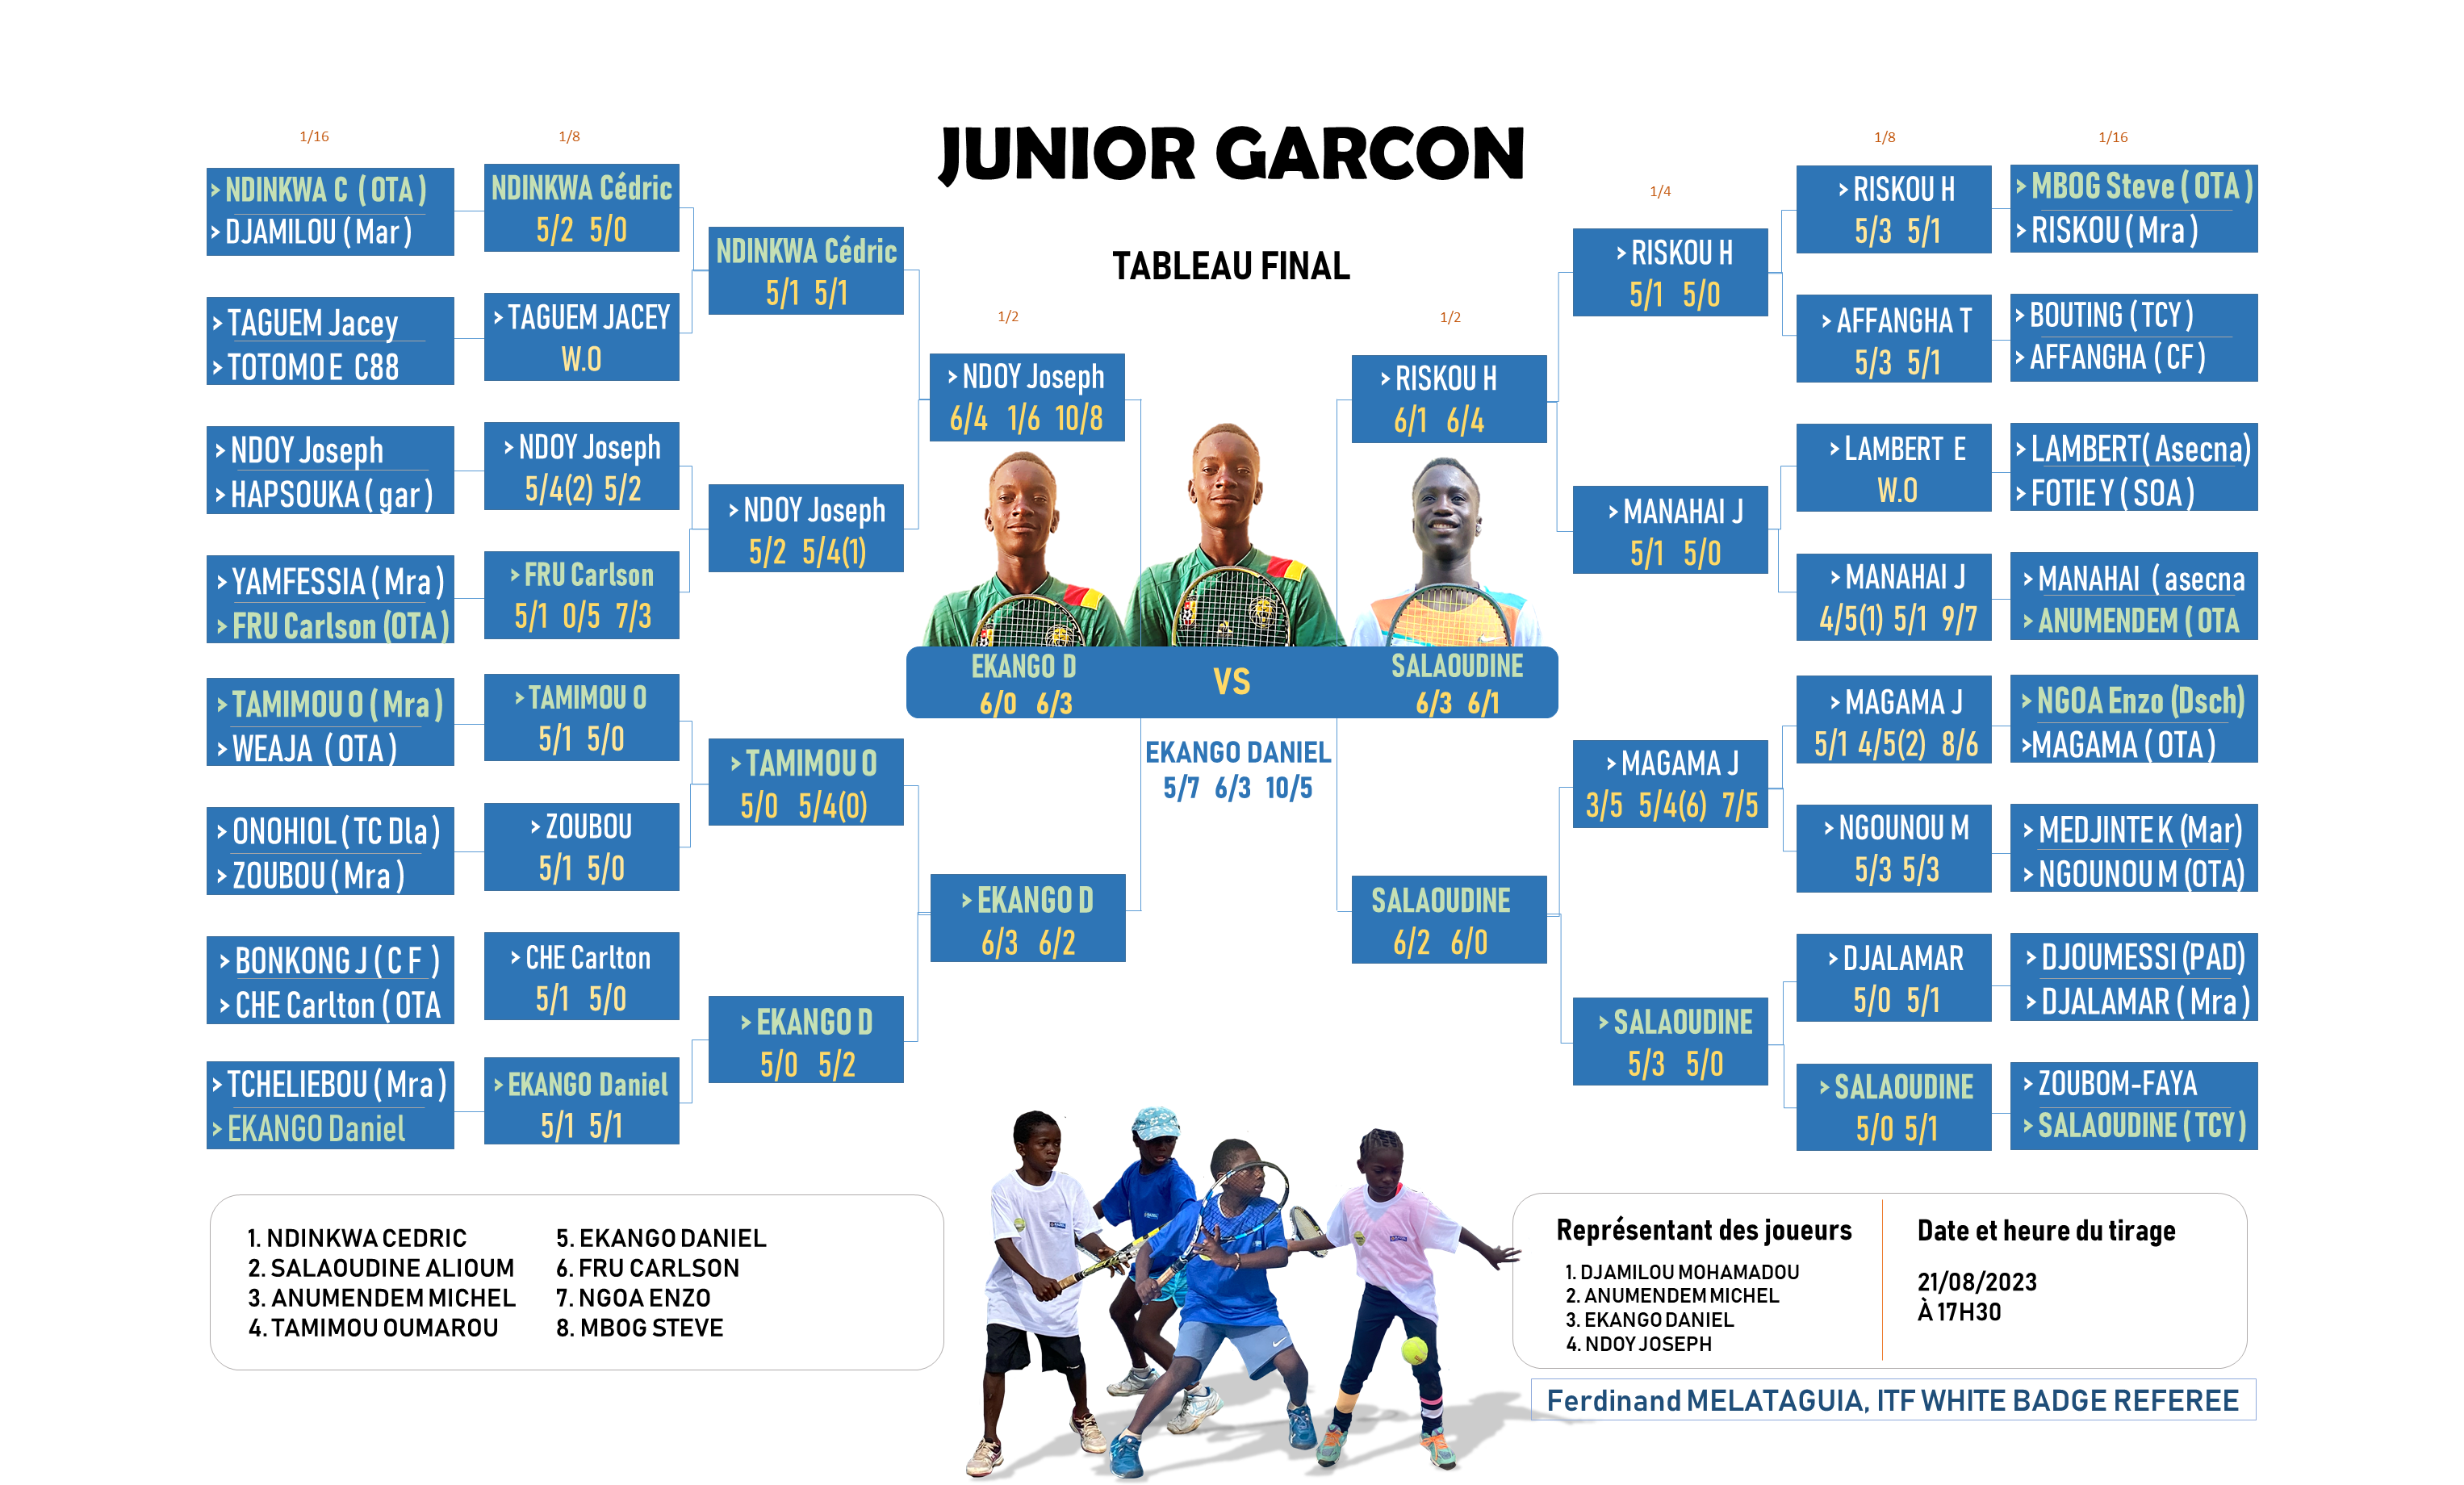 JUNIOR GARCON
TABLEAU FINAL
1/16
> NDINKWA C ( OTA )
> DJAMILOU ( Mar )
> TAGUEM Jacey
> TOTOMO E C88
> NDOY Joseph
> HAPSOUKA ( gar )
> YAMFESSIA ( Mra )
> FRU Carlson (OTA )
> TAMIMOU O ( Mra )
> WEAJA ( OTA )
> ONOHIOL ( TC Dla )
> ZOUBOU ( Mra )
> BONKONG J ( C F )
> CHE Carlton ( OTA
> TCHELIEBOU ( Mra )
> EKANGO Daniel
1/8
NDINKWA Cédric
5/2 5/0
> TAGUEM JACEY
W.O
> NDOY Joseph
5/4(2) 5/2
> FRU Carlson
5/1 0/5 7/3
> TAMIMOU O
5/1 5/0
> ZOUBOU
5/1 5/0
> CHE Carlton
5/1 5/0
> EKANGO Daniel
5/1 5/1
NDINKWA Cédric
5/1 5/1
> NDOY Joseph
5/2 5/4(1)
> TAMIMOU O
5/0 5/4(0)
> EKANGO D
5/0 5/2
1/2
> NDOY Joseph
6/4 1/6 10/8
> EKANGO D
6/3 6/2
EKANGO D
6/0 6/3
VS
SALAOUDINE
6/3 6/1
EKANGO DANIEL
5/7 6/3 10/5
1/2
> RISKOU H
6/1 6/4
SALAOUDINE
6/2 6/0
1/4
> RISKOU H
5/1 5/0
> MANAHAI J
5/1 5/0
> MAGAMA J
3/5 5/4(6) 7/5
> SALAOUDINE
5/3 5/0
1/8
> RISKOU H
5/3 5/1
> AFFANGHA T
5/3 5/1
> LAMBERT E
W.O
> MANAHAI J
4/5(1) 5/1 9/7
> MAGAMA J
5/1 4/5(2) 8/6
> NGOUNOU M
5/3 5/3
> DJALAMAR
5/0 5/1
> SALAOUDINE
5/0 5/1
1/16
> MBOG Steve ( OTA )
> RISKOU ( Mra )
> BOUTING ( TCY )
> AFFANGHA ( CF )
> LAMBERT( Asecna)
> FOTIE Y ( SOA )
> MANAHAI ( asecna
> ANUMENDEM ( OTA
> NGOA Enzo (Dsch)
>MAGAMA ( OTA )
> MEDJINTE K (Mar)
> NGOUNOU M (OTA)
> DJOUMESSI (PAD)
> DJALAMAR ( Mra )
> ZOUBOM-FAYA
> SALAOUDINE ( TCY )
1. NDINKWA CEDRIC
2. SALAOUDINE ALIOUM
3. ANUMENDEM MICHEL
4. TAMIMOU OUMAROU
5. EKANGO DANIEL
6. FRU CARLSON
7. NGOA ENZO
8. MBOG STEVE
Représentant des joueurs
1. DJAMILOU MOHAMADOU
2. ANUMENDEM MICHEL
3. EKANGO DANIEL
4. NDOY JOSEPH
Date et heure du tirage
21/08/2023
À 17H30
Ferdinand MELATAGUIA, ITF WHITE BADGE REFEREE